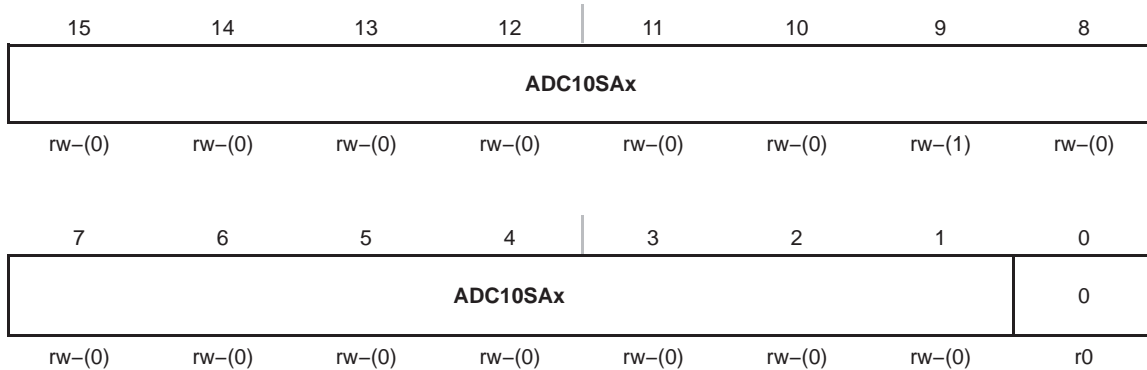 15 14 13 12 11 10 9 8
ADC10SAx
rw−(0) rw−(0) rw−(0) rw−(0) rw−(0) rw−(0) rw−(1) rw−(0)
7 6 5 4 3 2 1 0
ADC10SAx 0
rw−(0) rw−(0) rw−(0) rw−(0) rw−(0) rw−(0) rw−(0) r0